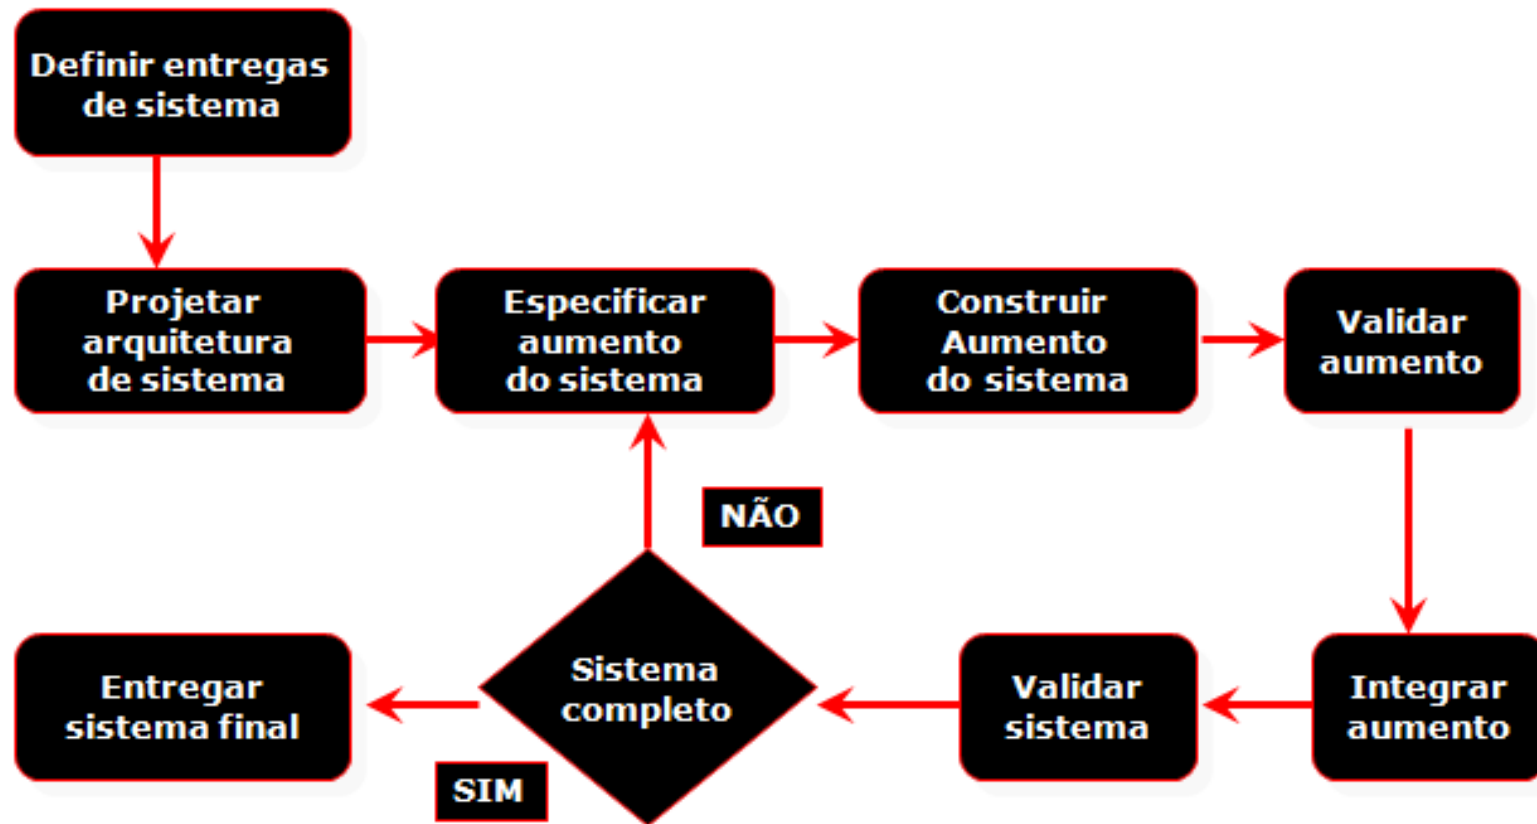 Definir entregas
de sistema
Projetar
arquitetura
de sistema
Especificar
aumento
do sistema
Construir
Aumento
do sistema
Validar
aumento
NÃO
Entregar
sistema final
Sistema
completo
Validar
sistema
Integrar
aumento
SIM